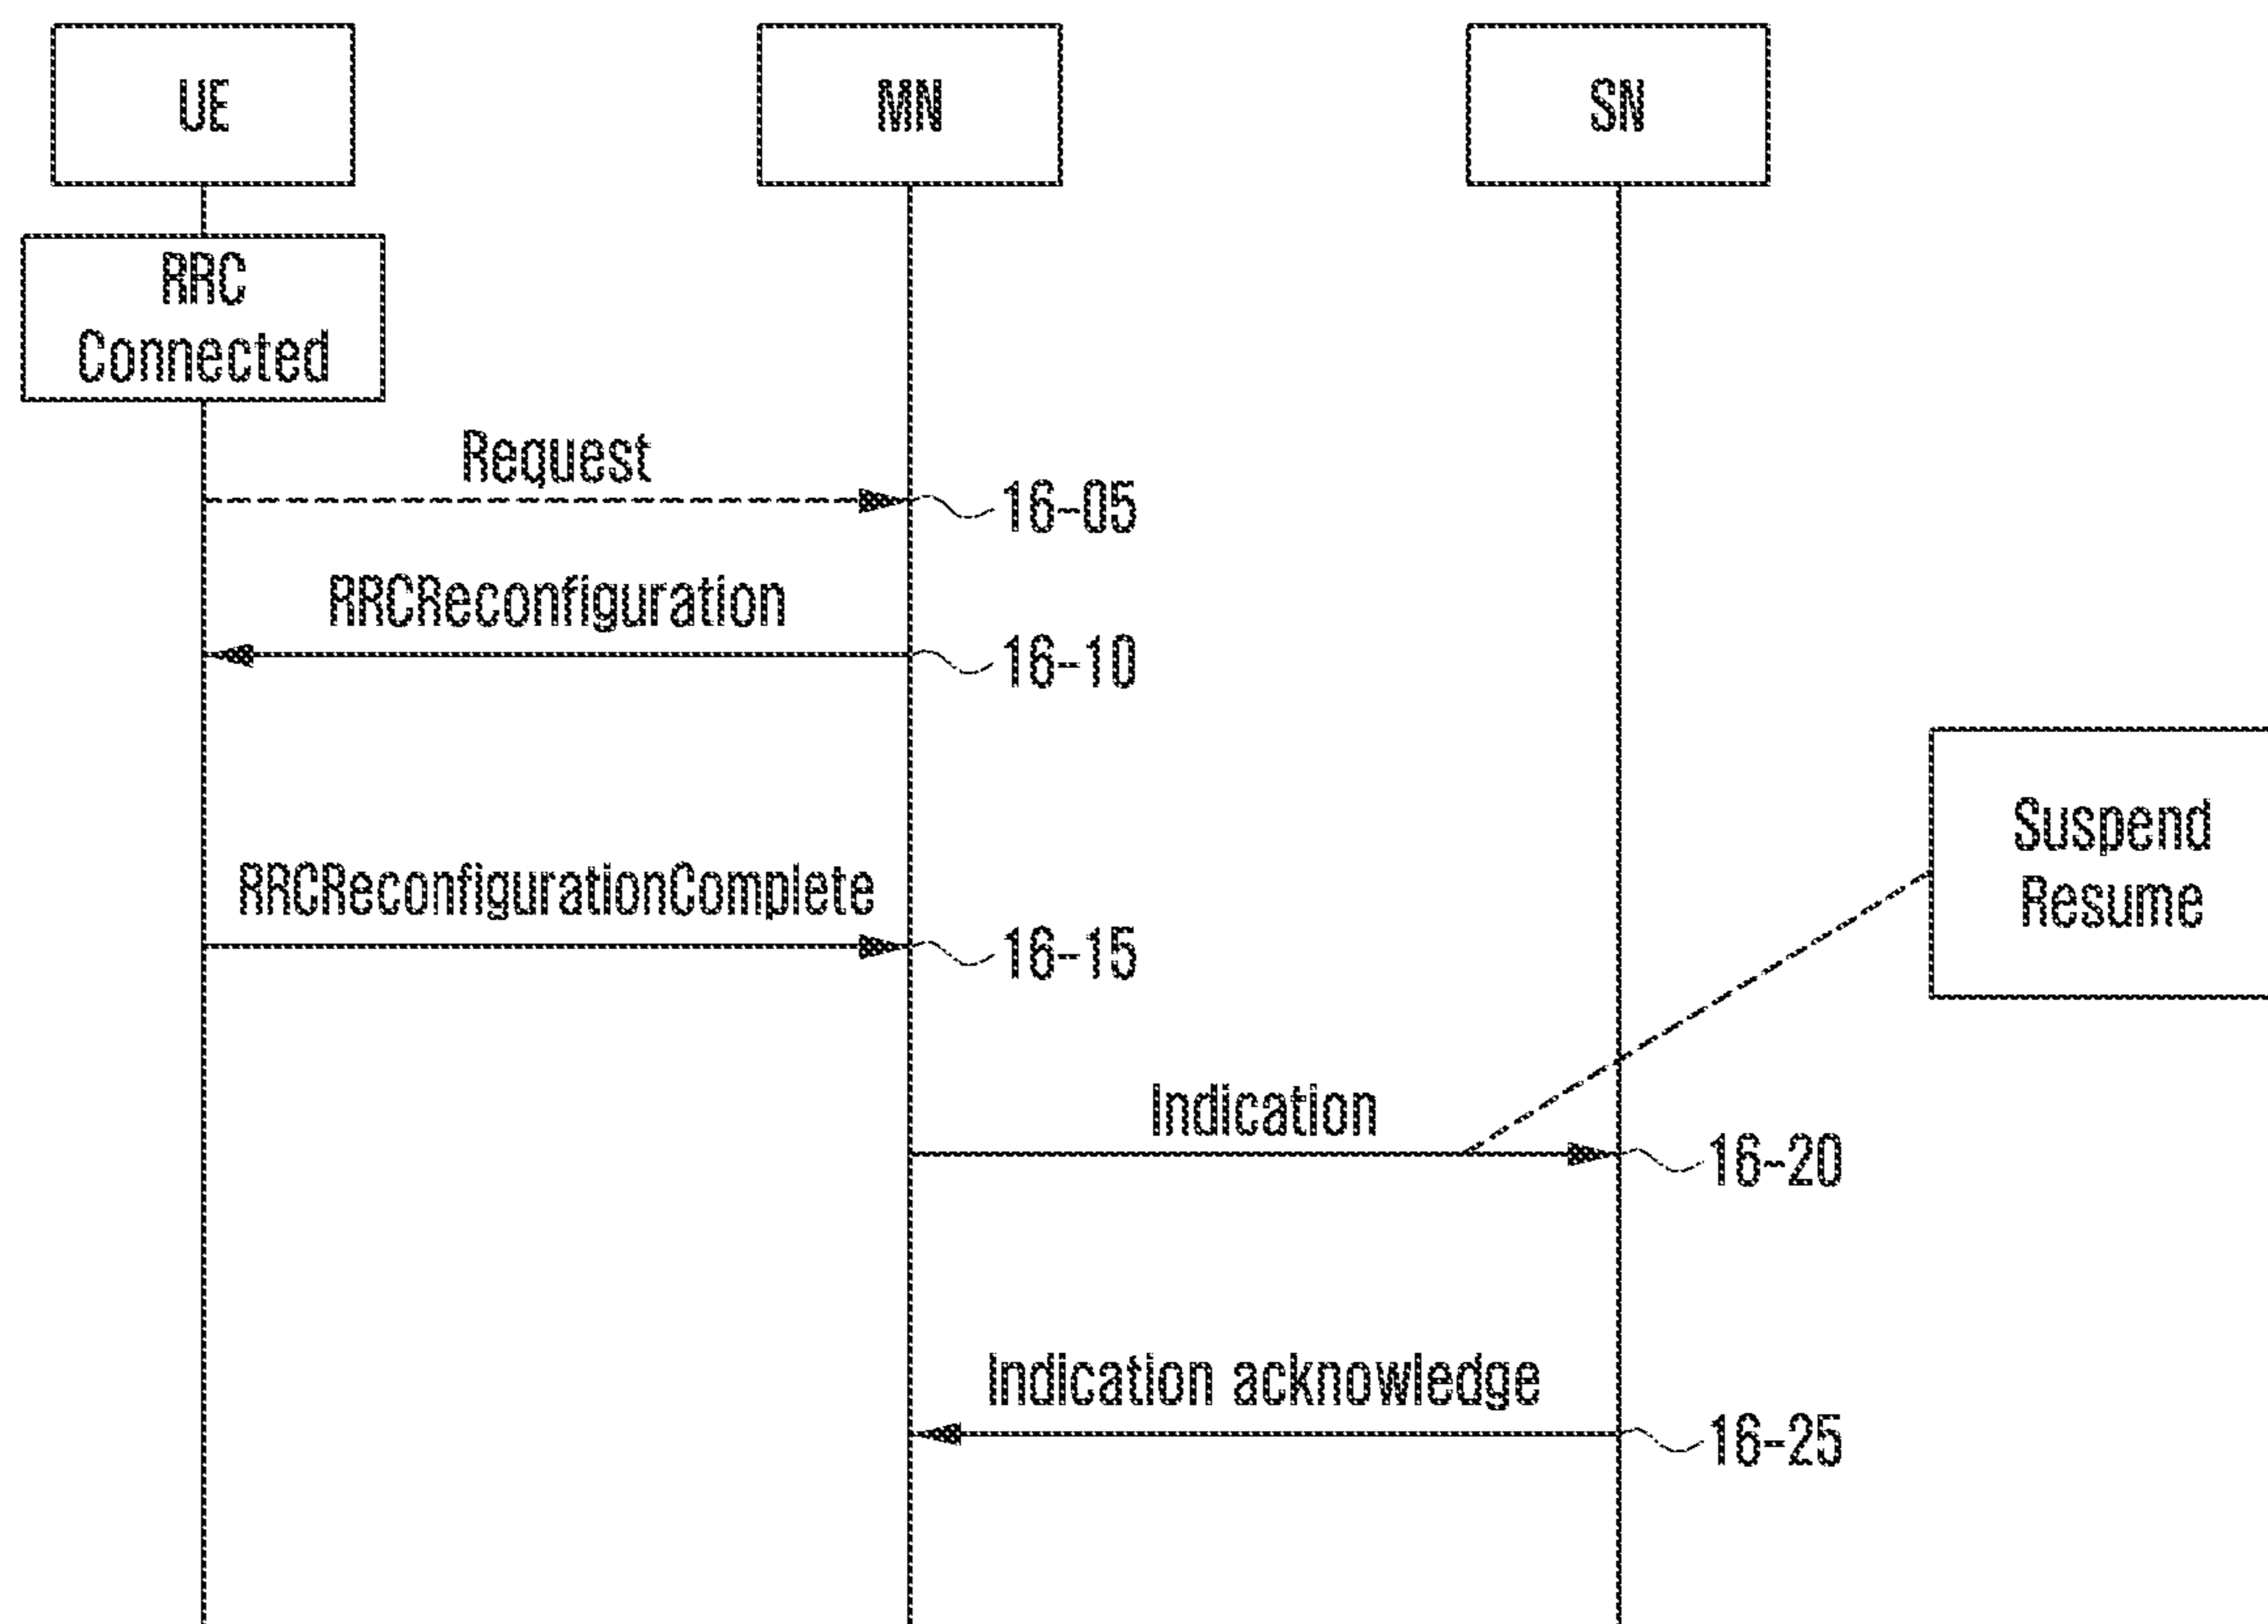 UE
MN
SN
RRC
Connected
Request
16-05
RRCReconfiguration
16-10
Suspend
Resume
RRCReconfigurationComplete
16-15
Indication
16-20
Indication acknowledge
16-25